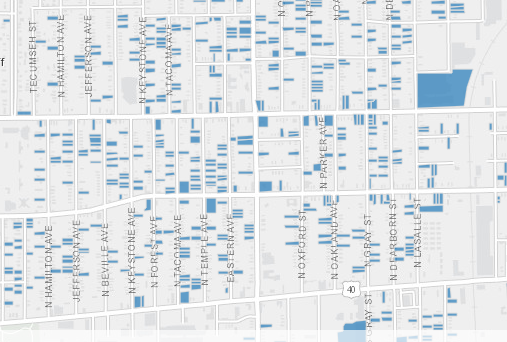 TECUMSEH ST
N HAMILTON AVE
JEFFERSON AVE
N KEYSTONE AVE
N TACOMA AVE
f
N PARKER AVE
N HAMILTON AVE
JEFFERSON AVE
N BEVILLE AVE
N KEYSTONE AVE
N FOREST AVE
N TACOMA AVE
N TEMPLE AVE
EASTERN AVE
N OXFORD ST
N OAKLAND AVE
N GRAY ST
N DEARBORN ST
N LASALLE ST
40
GRAY ST